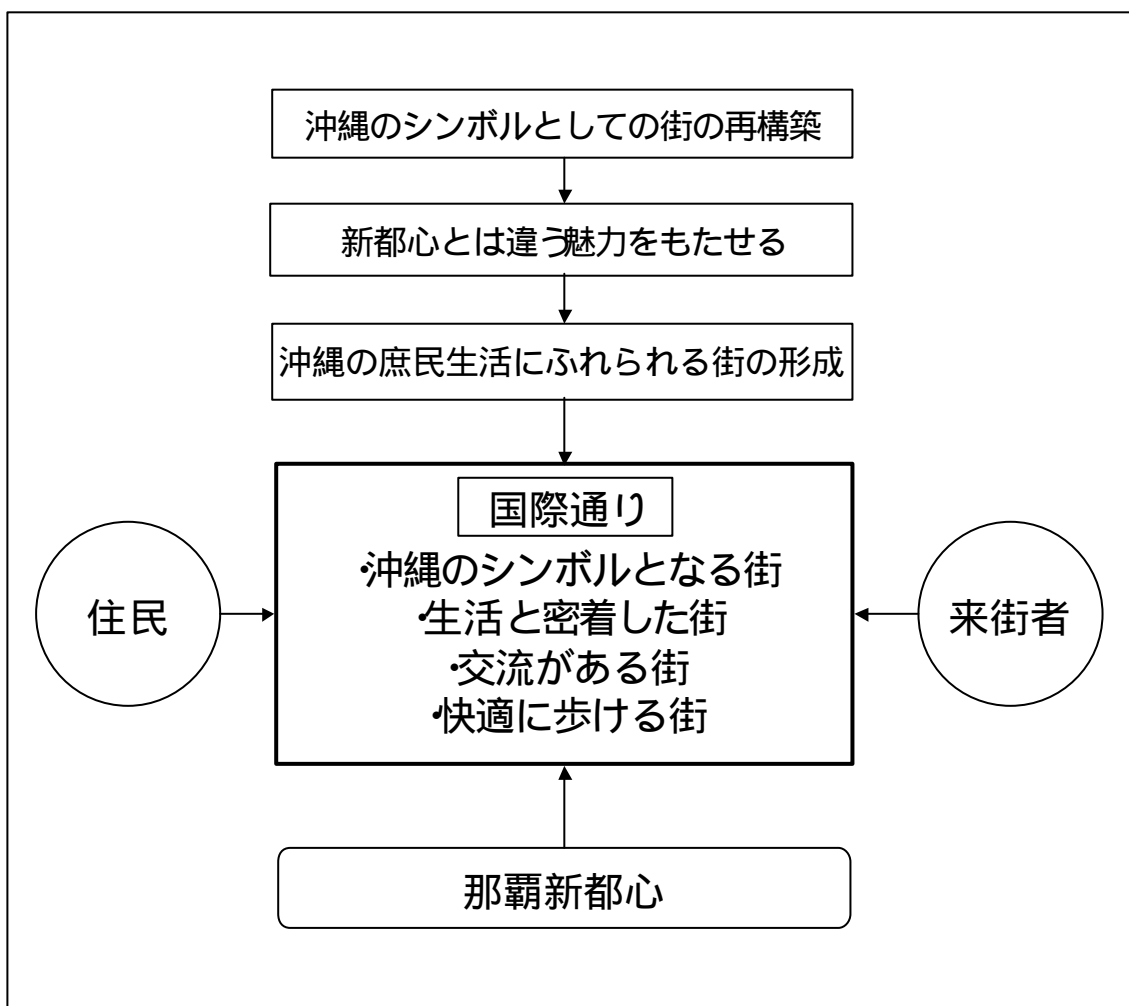 沖縄のシンボルとしての街の再構築
新都心とは違う魅力をもたせる
沖縄の庶民生活にふれられる街の形成
国際通り
・沖縄のシンボルとなる街
・生活と密着した街
・交流がある街
・快適に歩ける街
住民
来街者
那覇新都心